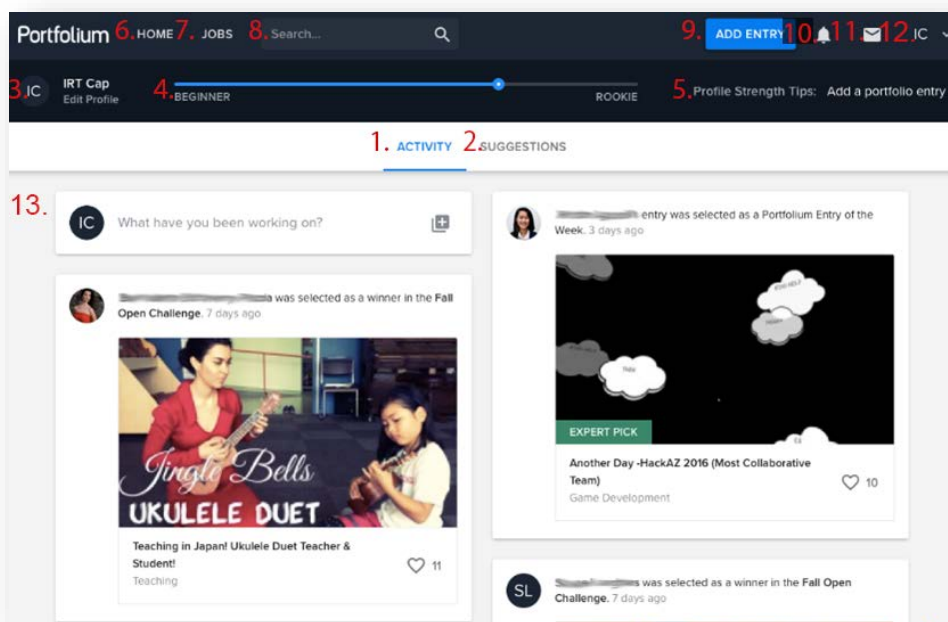 Portfolium 6. HOME 7. JOBS 8. Search... 9. ADD ENTRY 10. 11. 12. JC
3. IC IRT Cap 4. BEGINNER ROOKIE 5. Profile Strength Tips: Add a portfolio entry
Edit Profile
1. ACTIVITY 2. SUGGESTIONS
13.
IC What have you been working on?
was selected as a winner in the Fall
Open Challenge. 7 days ago
Jingle Bells
UKULELE DUET
Teaching in Japan! Ukulele Duet Teacher &
Student!
Teaching
11
entry was selected as a Portfolium Entry of the
Week. 3 days ago
EXPERT PICK
Another Day -HackAZ 2016 (Most Collaborative
Team)
Game Development
10
SL
was selected as a winner in the Fall Open
Challenge. 7 days ago